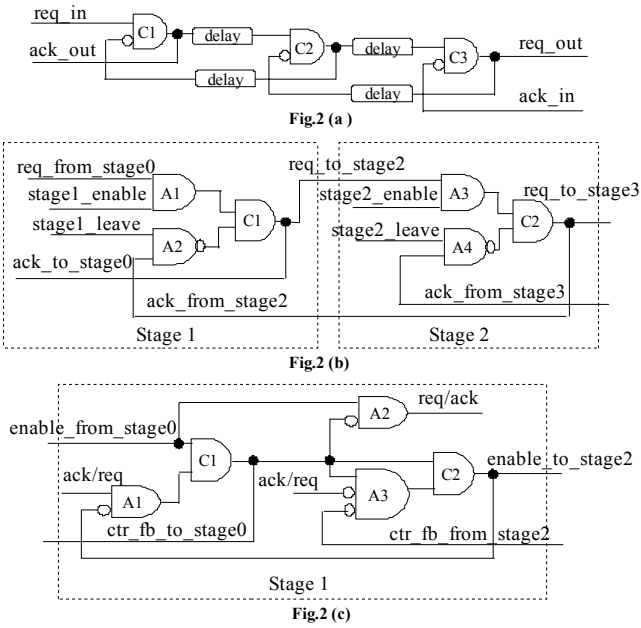 req_in
C1
delay
ack_out
C2
delay
C3
req_out
delay
delay
ack_in
Fig.2 (a )
req_from_stage0
A1
stage1_enable
stage1_leave
C1
A2
ack_to_stage0
ack_from_stage2
Stage 1
req_to_stage2
stage2_enable
A3
req_to_stage3
stage2_leave
C2
A4
ack_from_stage3
Stage 2
Fig.2 (b)
req/ack
A2
enable_from_stage0
C1
ack/req
A1
ack/req
A3
C2
enable_to_stage2
ctr_fb_to_stage0
ctr_fb_from_stage2
Stage 1
Fig.2 (c)